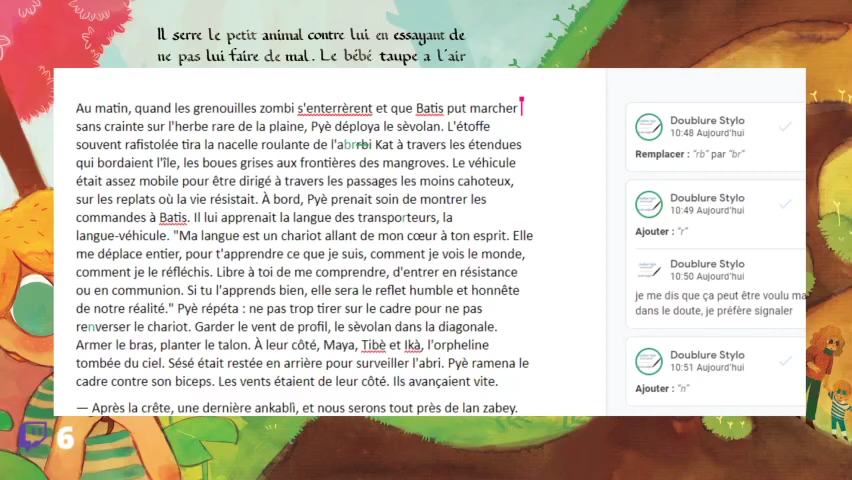 Il serre le petit animal contre lui en essayant de
ne pas lui faire de mal. Le bébé taupe a l'air
Au matin, quand les grenouilles zombi s'enterrèrent et que Batis put marcher
sans crainte sur l'herbe rare de la plaine, Pyè déploya le sèvolan. L'étoffe
souvent rafistolée tira la nacelle roulante de l'abrrbi Kat à travers les étendues
qui bordaient l'île, les boues grises aux frontières des mangroves. Le véhicule
était assez mobile pour être dirigé à travers les passages les moins cahoteux,
sur les replats où la vie résistait. À bord, Pyè prenait soin de montrer les
commandes à Batis. Il lui apprenait la langue des transporteurs, la
langue-véhicule. "Ma langue est un chariot allant de mon cœur à ton esprit. Elle
me déplace entier, pour t'apprendre ce que je suis, comment je vois le monde,
comment je le réfléchis. Libre à toi de me comprendre, d'entrer en résistance
ou en communion. Si tu l'apprends bien, elle sera le reflet humble et honnête
de notre réalité." Pyè répéta : ne pas trop tirer sur le cadre pour ne pas
renverser le chariot. Garder le vent de profil, le sèvolan dans la diagonale.
Armer le bras, planter le talon. À leur côté, Maya, Tibè et Ikà, l'orpheline
tombée du ciel. Sésé était restée en arrière pour surveiller l'abri. Pyè ramena le
cadre contre son biceps. Les vents étaient de leur côté. Ils avançaient vite.
— Après la crête, une dernière ankabli, et nous serons tout près de lan zabey.
Doublure Stylo
10:48 Aujourd'hui
Remplacer : "rb" par "br"
Doublure Stylo
10:49 Aujourd'hui
Ajouter : "r"
Doublure Stylo
10:50 Aujourd'hui
je me dis que ça peut être voulu ma
dans le doute, je préfère signaler
Doublure Stylo
10:51 Aujourd'hui
Ajouter : "n"
6